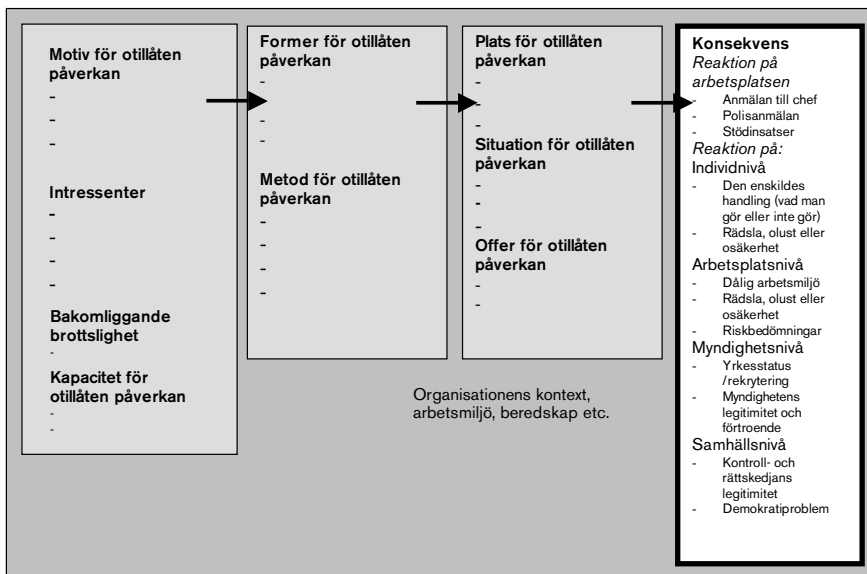 Motiv för otillåten
påverkan
-
-
-
Intressenter
-
-
-
-
Bakomliggande
brottslighet
-
Kapacitet för
otillåten påverkan
-
-
Former för otillåten
påverkan
-
-
-
-
Metod för otillåten
påverkan
-
-
-
-
Plats för otillåten
påverkan
-
-
-
Situation för otillåten
påverkan
-
-
-
Offer för otillåten
påverkan
-
-
Organisationens kontext,
arbetsmiljö, beredskap etc.
Konsekvens
Reaktion på
arbetsplatsen
- Anmälan till chef
- Polisanmälan
- Stödinsatser
Reaktion på:
Individnivå
- Den enskildes
handling (vad man
gör eller inte gör)
- Rädsla, olust eller
osäkerhet
Arbetsplatsnivå
- Dålig arbetsmiljö
- Rädsla, olust eller
osäkerhet
- Riskbedömningar
Myndighetsnivå
- Yrkesstatus
/rekrytering
- Myndighetens
legitimitet och
förtroende
Samhällsnivå
- Kontroll- och
rättskedjans
legitimitet
- Demokratiproblem